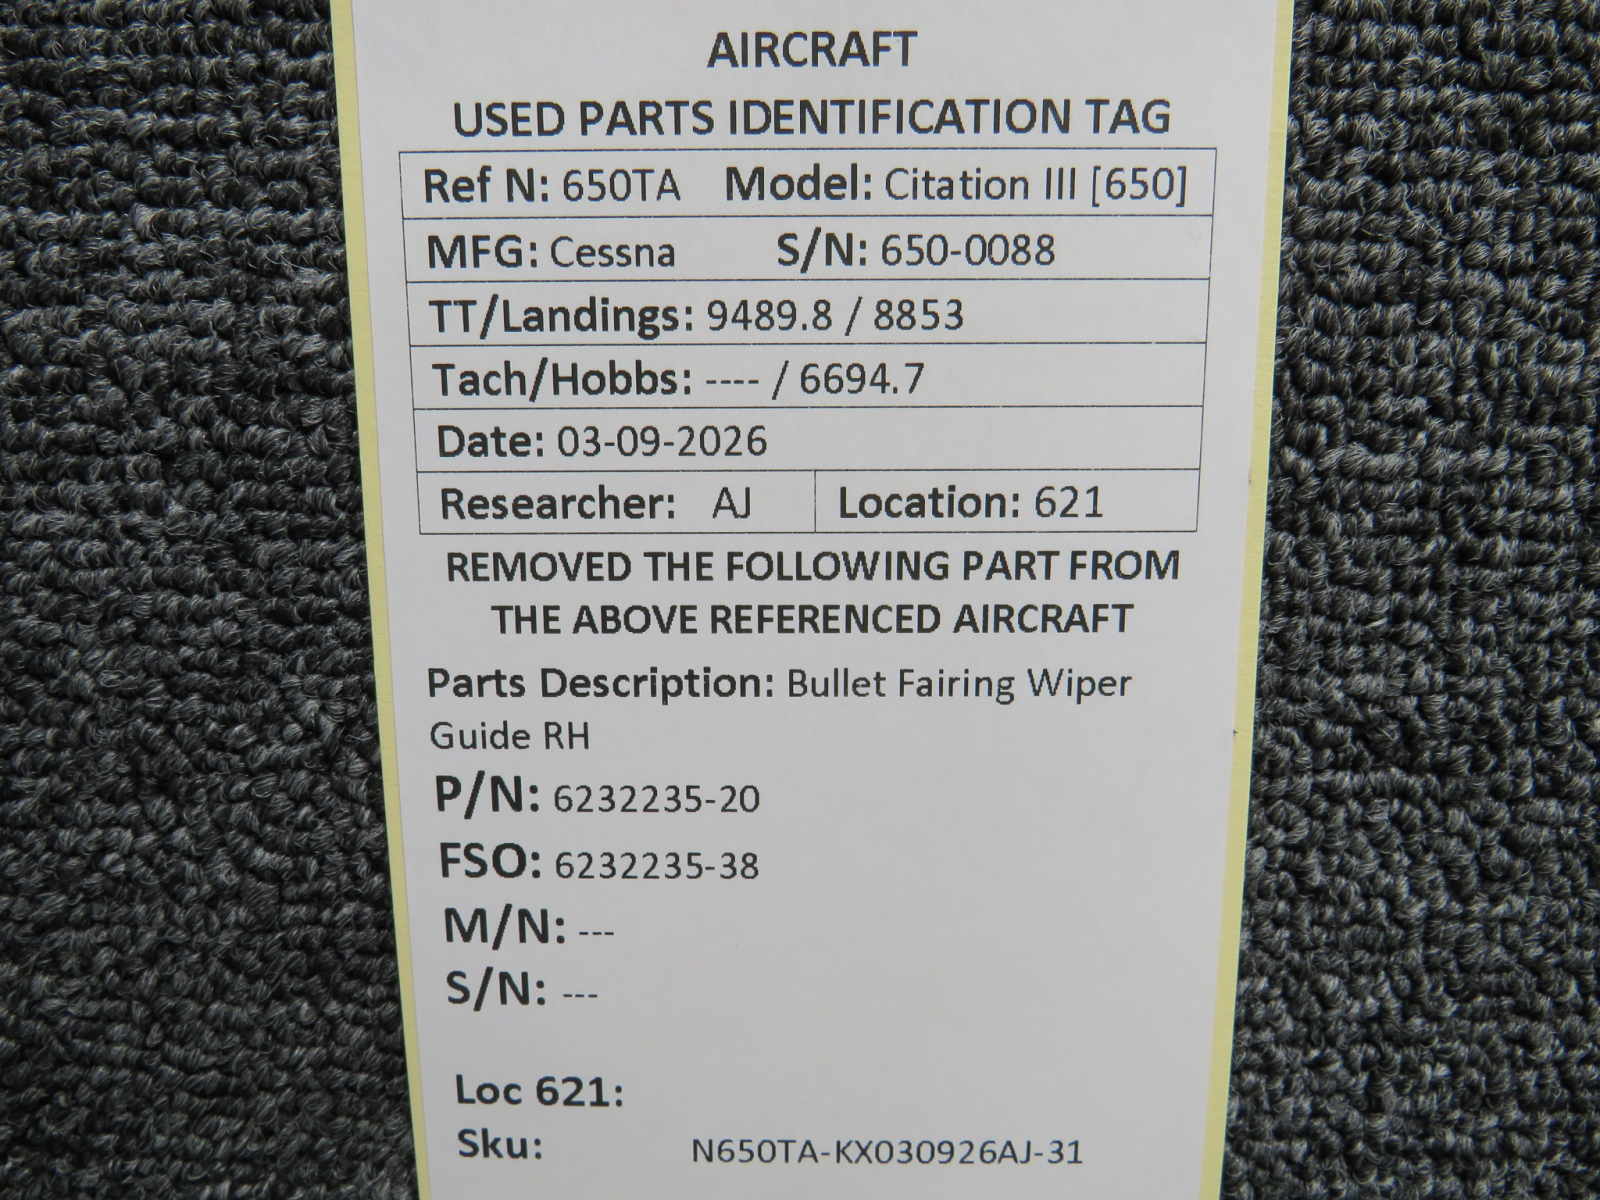 AIRCRAFT
USED PARTS IDENTIFICATION TAG
Ref N: 650TA Model: Citation III [650]
MFG: Cessna S/N: 650-0088
TT/Landings: 9489.8 / 8853
Tach/Hobbs: ---- / 6694.7
Date: 03-09-2026
Researcher: AJ Location: 621
REMOVED THE FOLLOWING PART FROM
THE ABOVE REFERENCED AIRCRAFT
Parts Description: Bullet Fairing Wiper
Guide RH
P/N: 6232235-20
FSO: 6232235-38
M/N: ---
S/N: ---
Loc 621:
Sku: N650TA-KX030926AJ-31